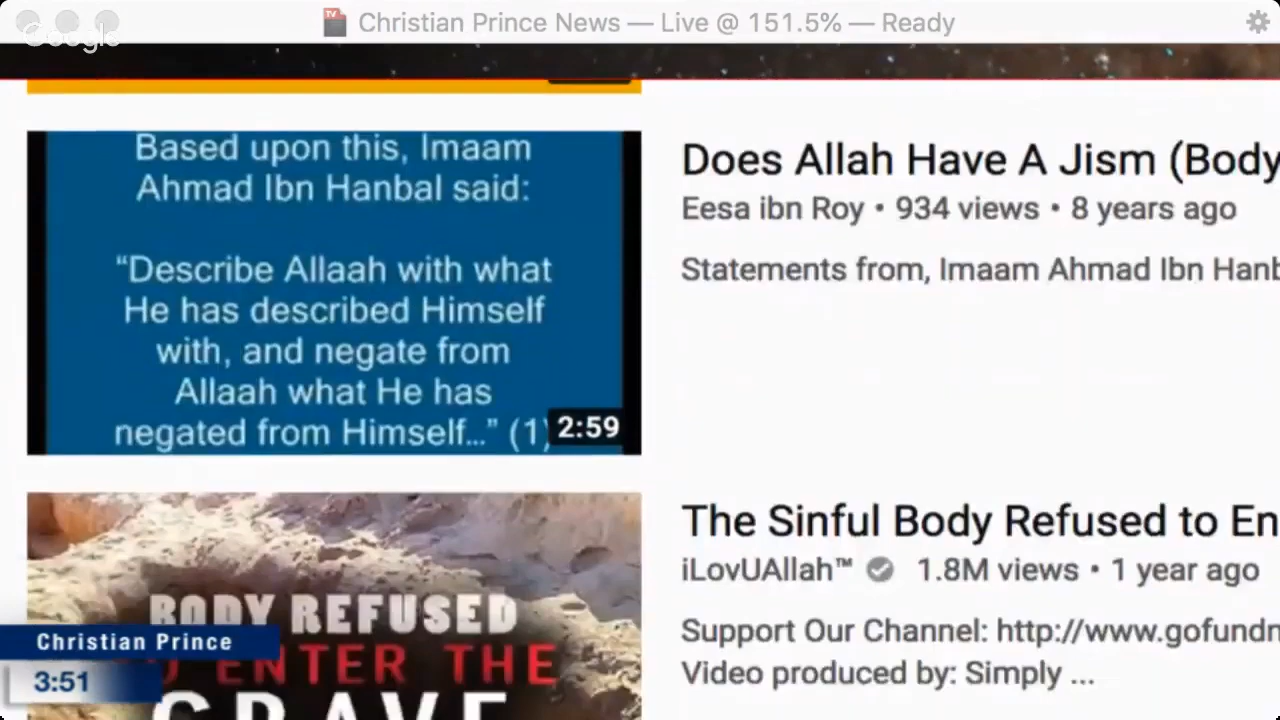 Christian Prince News — Live @ 151.5% — Ready
Google
Based upon this, Imaam
Ahmad Ibn Hanbal said:
“Describe Allaah with what
He has described Himself
with, and negate from
Allaah what He has
negated from Himself...” (1)
2:59
Does Allah Have A Jism (Body
Eesa ibn Roy • 934 views • 8 years ago
Statements from, Imaam Ahmad Ibn Hanb
BODY REFUSED
TO ENTER THE
GRAVE
The Sinful Body Refused to En
iLovUAllah™ 1.8M views • 1 year ago
Support Our Channel: http://www.gofundm
Video produced by: Simply ...
Christian Prince
3:51